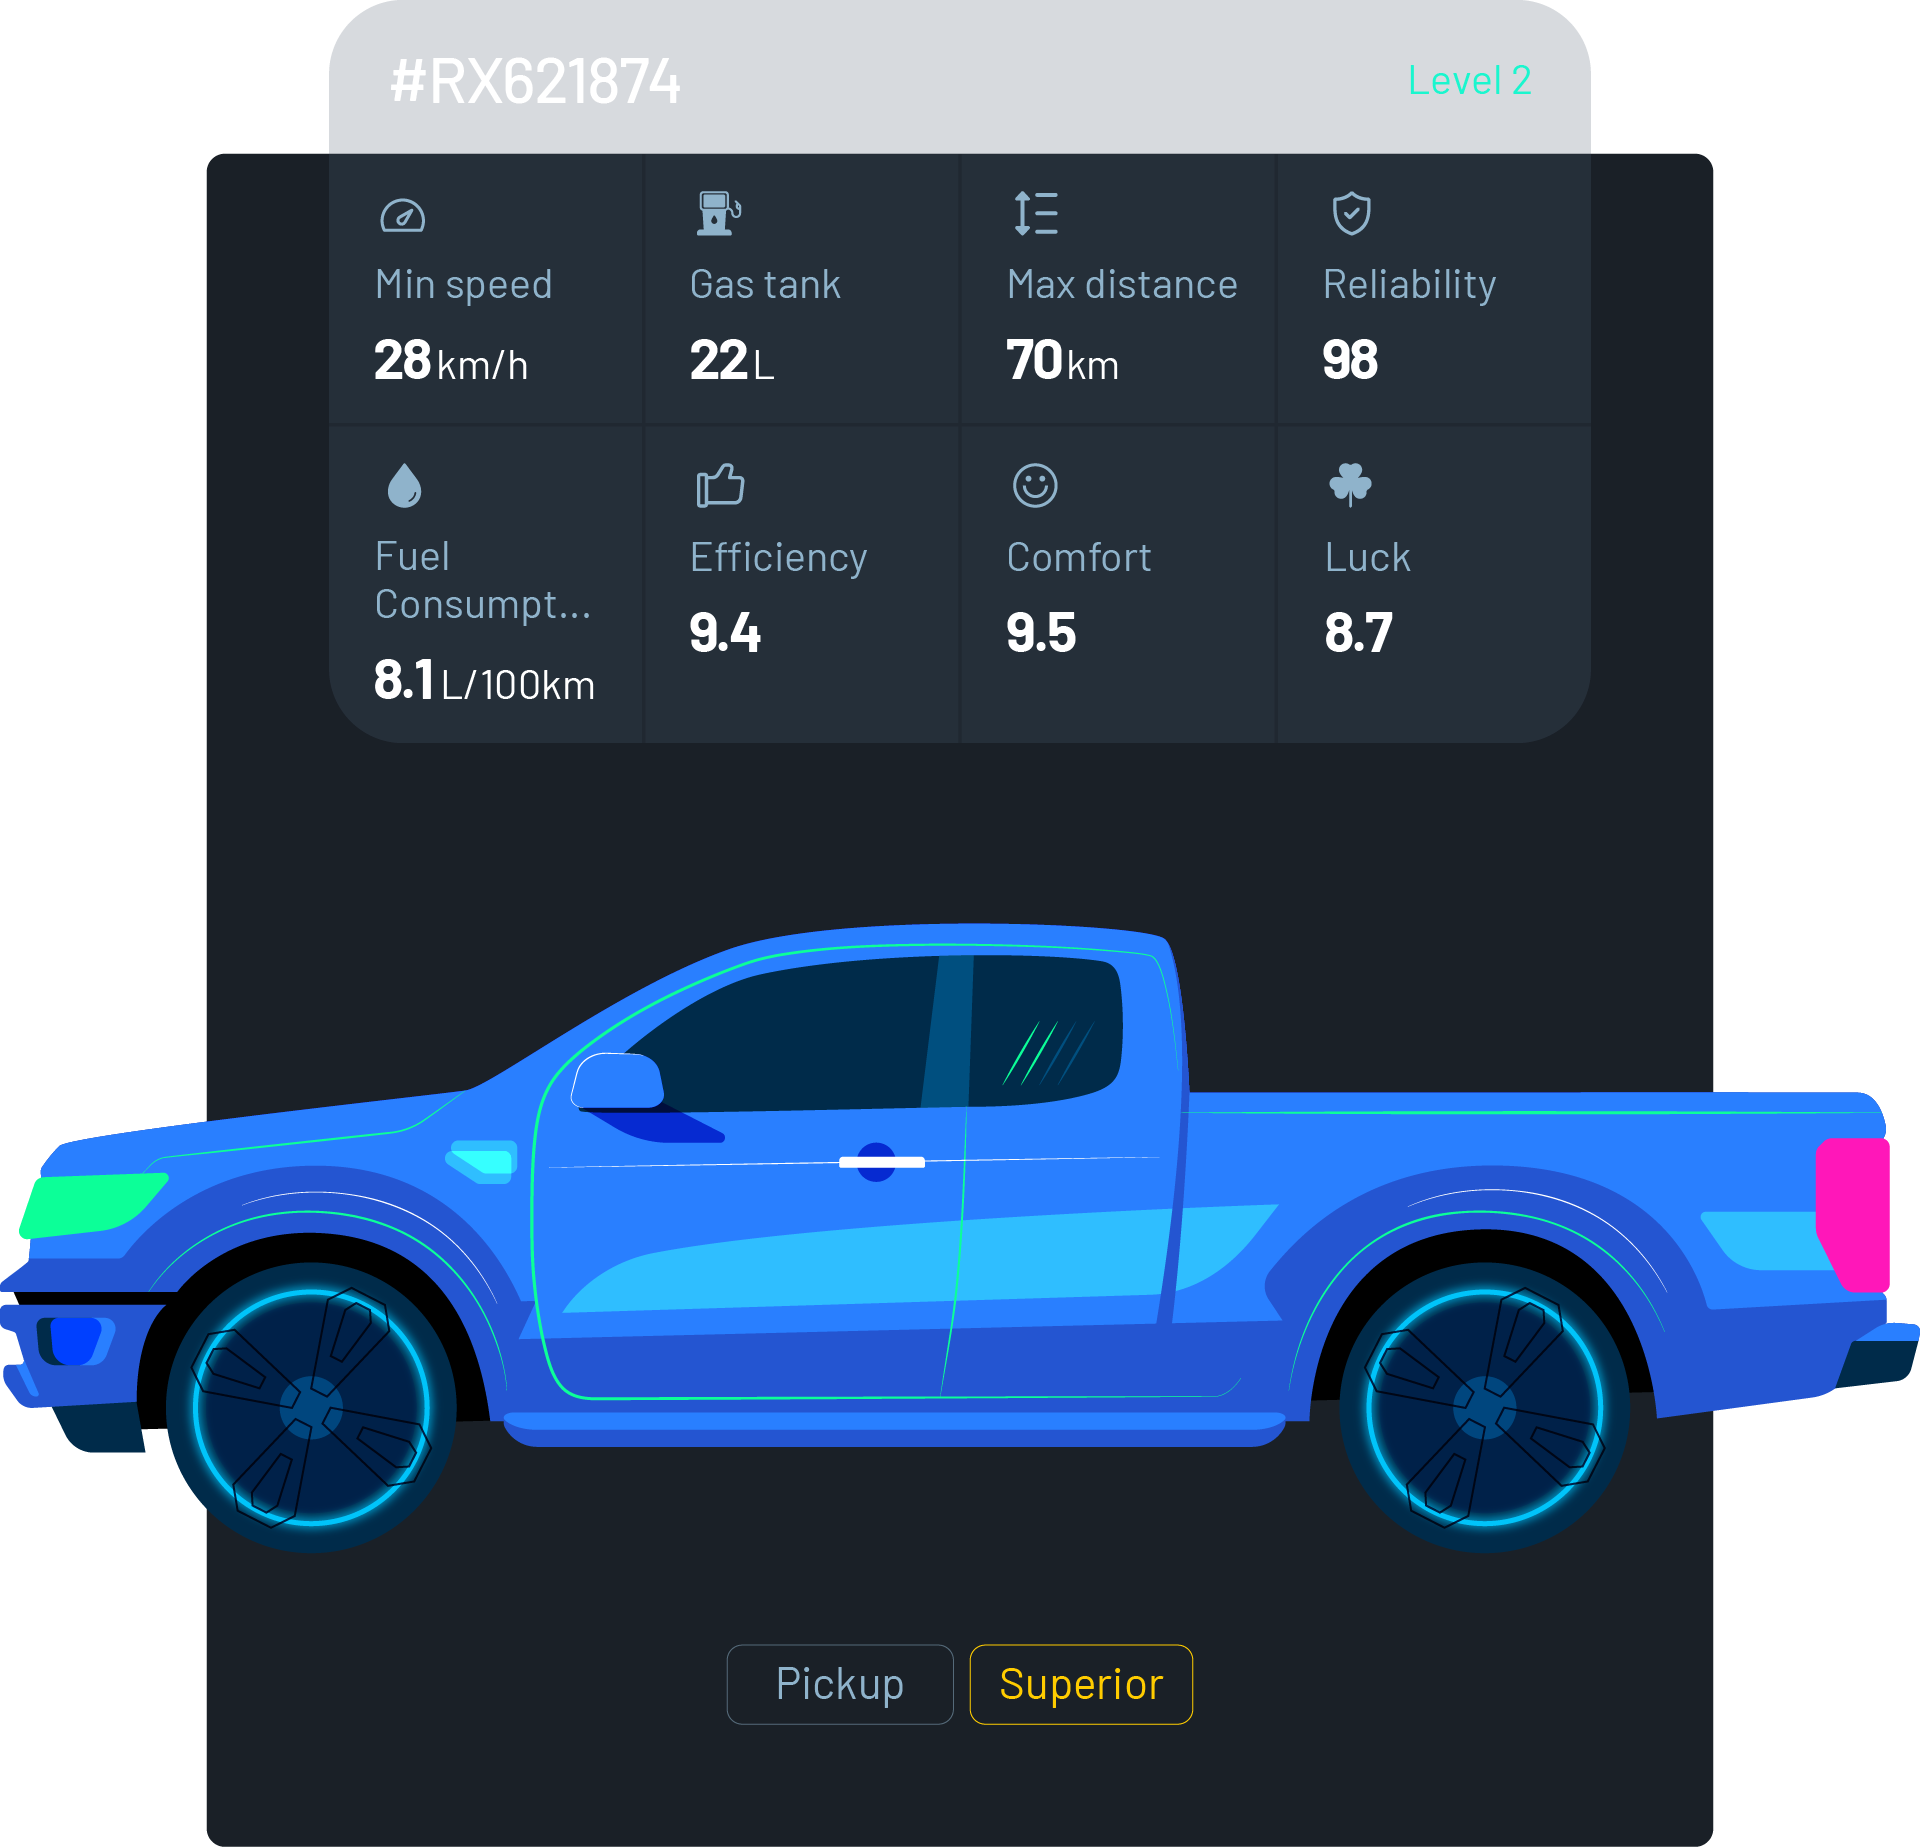 #RX621874
Level 2
Min speed
28 km/h
Gas tank
22 L
Max distance
70 km
Reliability
98
Fuel
Consumpt...
8.1 L/100km
Efficiency
9.4
Comfort
9.5
Luck
8.7
Pickup
Superior